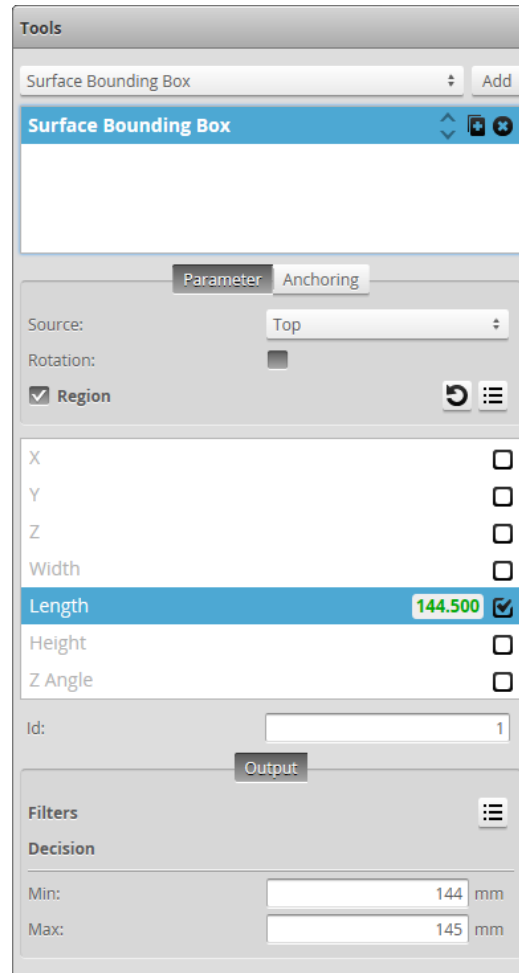 Tools
Surface Bounding Box Add
Surface Bounding Box
Parameter Anchoring
Source: Top
Rotation:
Region
X
Y
Z
Width
Length 144.500
Height
Z Angle
Id: 1
Output
Filters
Decision
Min: 144 mm
Max: 145 mm